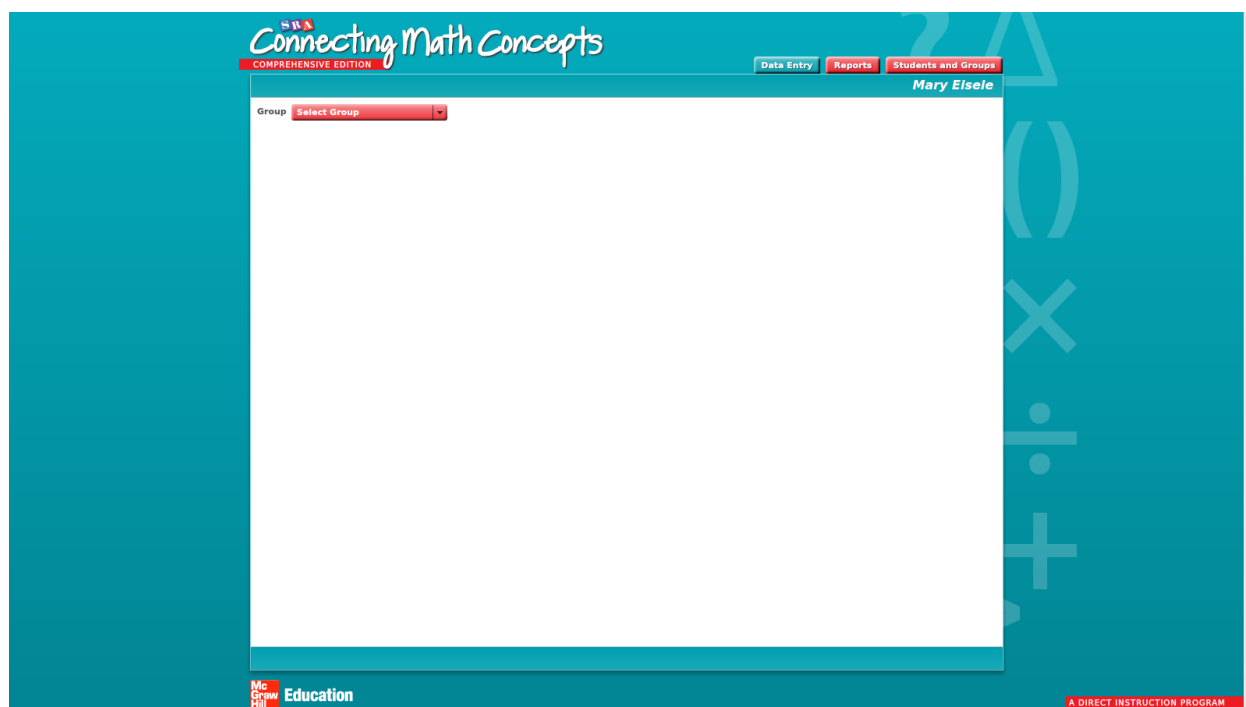 SRA
Connecting Math Concepts
COMPREHENSIVE EDITION
Data Entry Reports Students and Groups
Mary Eisele
Group Select Group
Mc
Graw
Hill Education
A DIRECT INSTRUCTION PROGRAM